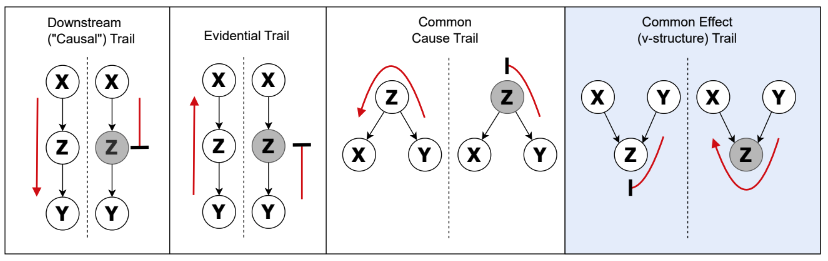 Downstream
("Causal") Trail
X X
Z Z
Y Y
Evidential Trail
X X
Z Z
Y Y
Common
Cause Trail
Z Z
X Y X Y
Common Effect
(v-structure) Trail
X Y X Y
Z Z